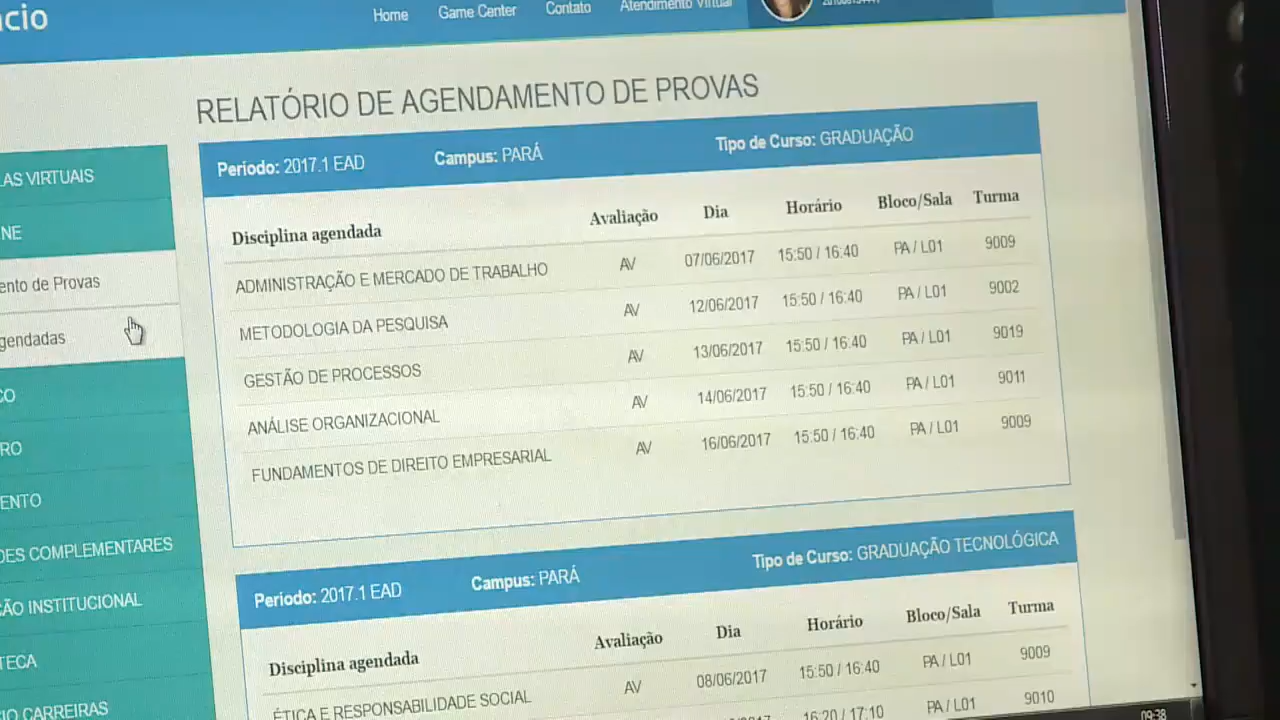 cio
Home Game Center Contato Atendimento Virtual
RELATÓRIO DE AGENDAMENTO DE PROVAS
Período: 2017.1 EAD Campus: PARÁ Tipo de Curso: GRADUAÇÃO
Disciplina agendada Avaliação Dia Horário Bloco/Sala Turma
ADMINISTRAÇÃO E MERCADO DE TRABALHO AV 07/06/2017 15:50 / 16:40 PA / L01 9009
METODOLOGIA DA PESQUISA AV 12/06/2017 15:50 / 16:40 PA / L01 9002
GESTÃO DE PROCESSOS AV 13/06/2017 15:50 / 16:40 PA / L01 9019
ANÁLISE ORGANIZACIONAL AV 14/06/2017 15:50 / 16:40 PA / L01 9011
FUNDAMENTOS DE DIREITO EMPRESARIAL AV 16/06/2017 15:50 / 16:40 PA / L01 9009
Período: 2017.1 EAD Campus: PARÁ Tipo de Curso: GRADUAÇÃO TECNOLÓGICA
Disciplina agendada Avaliação Dia Horário Bloco/Sala Turma
ÉTICA E RESPONSABILIDADE SOCIAL AV 08/06/2017 15:50 / 16:40 PA / L01 9009
16:20 / 17:10 PA / L01 9010
LAS VIRTUAIS
NE
ento de Provas
gendadas
CO
RO
ENTO
DES COMPLEMENTARES
ÇÃO INSTITUCIONAL
TECA
IO CARREIRAS
09:38